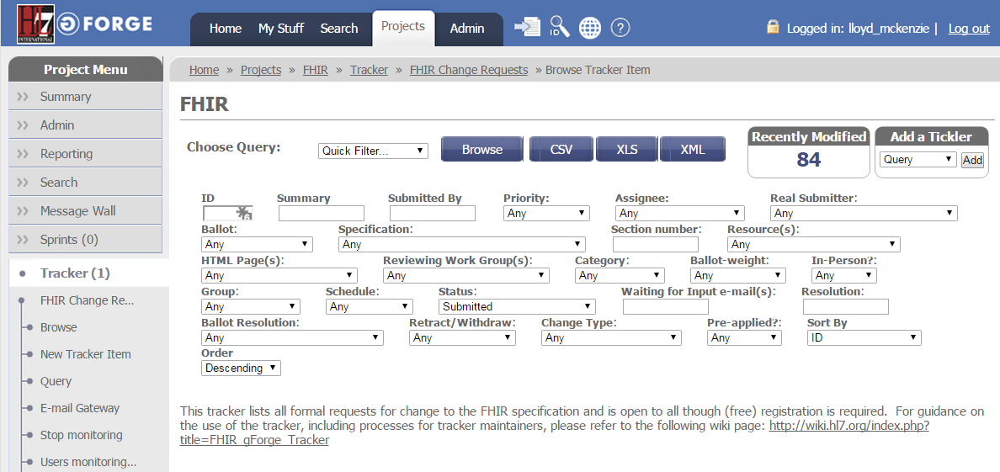 HL7 INTERNATIONAL G FORGE Home My Stuff Search Projects Admin ID ? Logged in: lloyd_mckenzie | Log out
Project Menu
Summary
Admin
Reporting
Search
Message Wall
Sprints (0)
Tracker (1)
FHIR Change Re...
Browse
New Tracker Item
Query
E-mail Gateway
Stop monitoring
Users monitoring...
Home » Projects » FHIR » Tracker » FHIR Change Requests » Browse Tracker Item
FHIR
Choose Query: Quick Filter... Browse CSV XLS XML
Recently Modified
84
Add a Tickler
Query Add
ID Summary Submitted By Priority: Assignee: Real Submitter:
Any Any Any
Ballot: Specification: Section number: Resource(s):
Any Any Any
HTML Page(s): Reviewing Work Group(s): Category: Ballot-weight: In-Person?:
Any Any Any Any Any
Group: Schedule: Status: Waiting for Input e-mail(s): Resolution:
Any Any Submitted
Ballot Resolution: Retract/Withdraw: Change Type: Pre-applied?: Sort By
Any Any Any Any ID
Order
Descending
This tracker lists all formal requests for change to the FHIR specification and is open to all though (free) registration is required. For guidance on
the use of the tracker, including processes for tracker maintainers, please refer to the following wiki page: http://wiki.hl7.org/index.php?
title=FHIR_gForge_Tracker